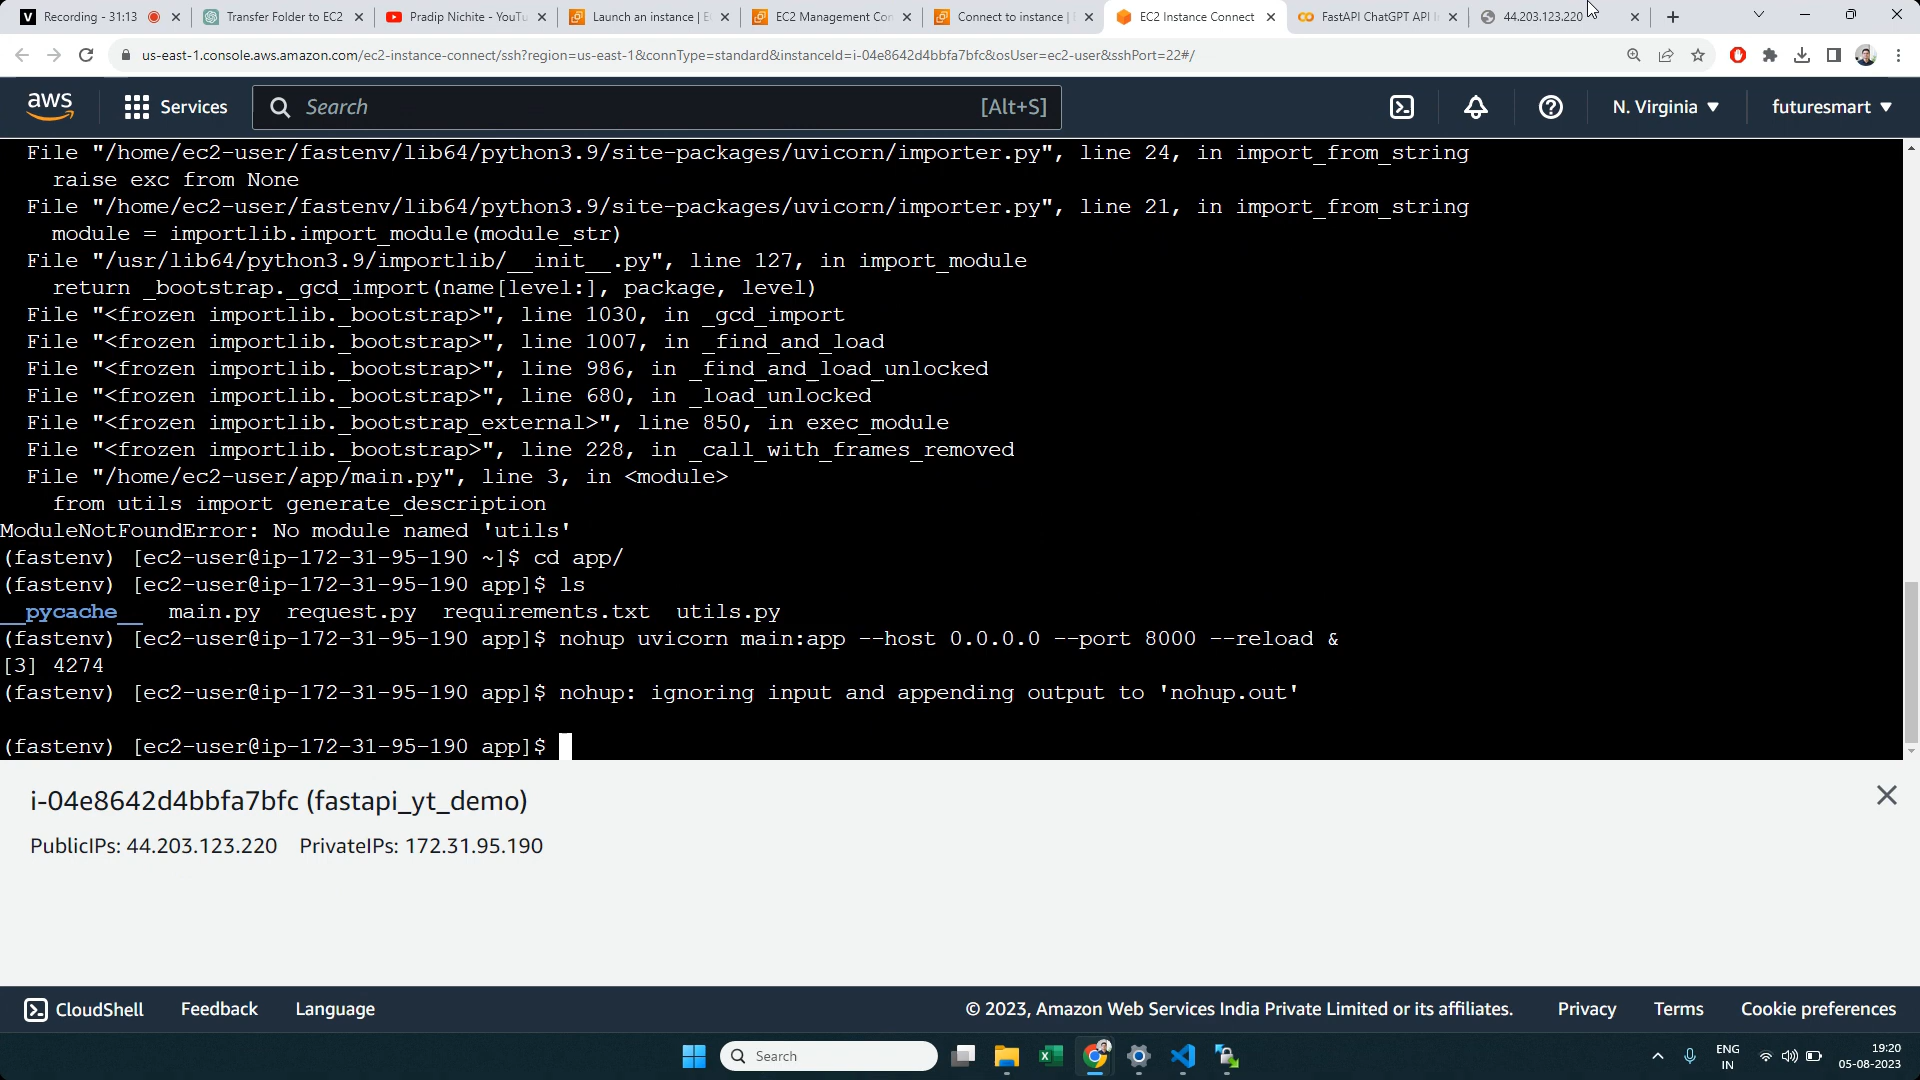 Recording - 31:13
Transfer Folder to EC2
Pradip Nichite - YouTu
Launch an instance | E
EC2 Management Con
Connect to instance |
EC2 Instance Connect
FastAPI ChatGPT API I
44.203.123.220
us-east-1.console.aws.amazon.com/ec2-instance-connect/ssh?region=us-east-1&connType=standard&instanceId=i-04e8642d4bbfa7bfc&osUser=ec2-user&sshPort=22#/
aws
Services
Search
[Alt+S]
N. Virginia
futuresmart
File "/home/ec2-user/fastenv/lib64/python3.9/site-packages/uvicorn/importer.py", line 24, in import_from_string
raise exc from None
File "/home/ec2-user/fastenv/lib64/python3.9/site-packages/uvicorn/importer.py", line 21, in import_from_string
module = importlib.import_module(module_str)
File "/usr/lib64/python3.9/importlib/__init__.py", line 127, in import_module
return _bootstrap._gcd_import(name[level:], package, level)
File "<frozen importlib._bootstrap>", line 1030, in _gcd_import
File "<frozen importlib._bootstrap>", line 1007, in _find_and_load
File "<frozen importlib._bootstrap>", line 986, in _find_and_load_unlocked
File "<frozen importlib._bootstrap>", line 680, in _load_unlocked
File "<frozen importlib._bootstrap_external>", line 850, in exec_module
File "<frozen importlib._bootstrap>", line 228, in _call_with_frames_removed
File "/home/ec2-user/app/main.py", line 3, in <module>
from utils import generate_description
ModuleNotFoundError: No module named 'utils'
(fastenv) [ec2-user@ip-172-31-95-190 ~]$ cd app/
(fastenv) [ec2-user@ip-172-31-95-190 app]$ ls
__pycache__ main.py request.py requirements.txt utils.py
(fastenv) [ec2-user@ip-172-31-95-190 app]$ nohup uvicorn main:app --host 0.0.0.0 --port 8000 --reload &
[3] 4274
(fastenv) [ec2-user@ip-172-31-95-190 app]$ nohup: ignoring input and appending output to 'nohup.out'
(fastenv) [ec2-user@ip-172-31-95-190 app]$
i-04e8642d4bbfa7bfc (fastapi_yt_demo)
PublicIPs: 44.203.123.220 PrivateIPs: 172.31.95.190
CloudShell
Feedback
Language
© 2023, Amazon Web Services India Private Limited or its affiliates.
Privacy
Terms
Cookie preferences
Search
ENG
IN
19:20
05-08-2023